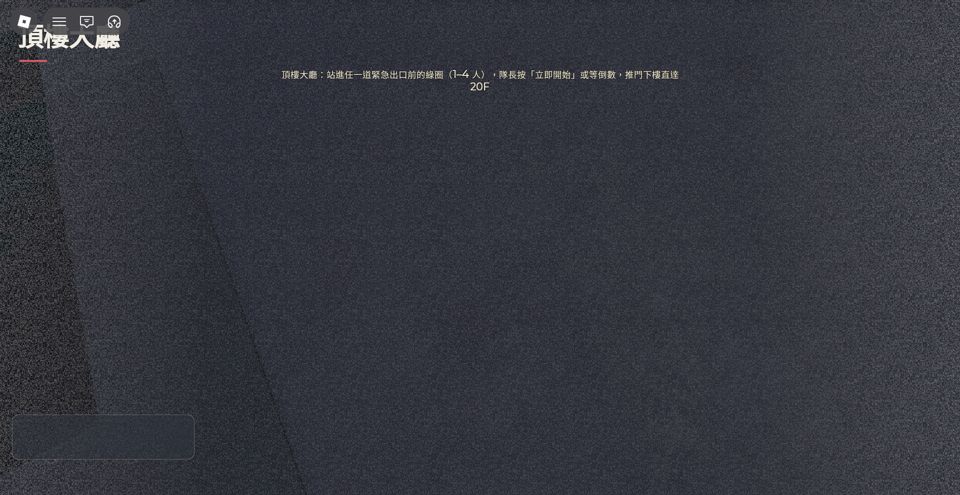 頂樓大廳
頂樓大廳：站進任一道緊急出口前的綠圈（1–4 人），隊長按「立即開始」或等倒數，推門下樓直達
20F